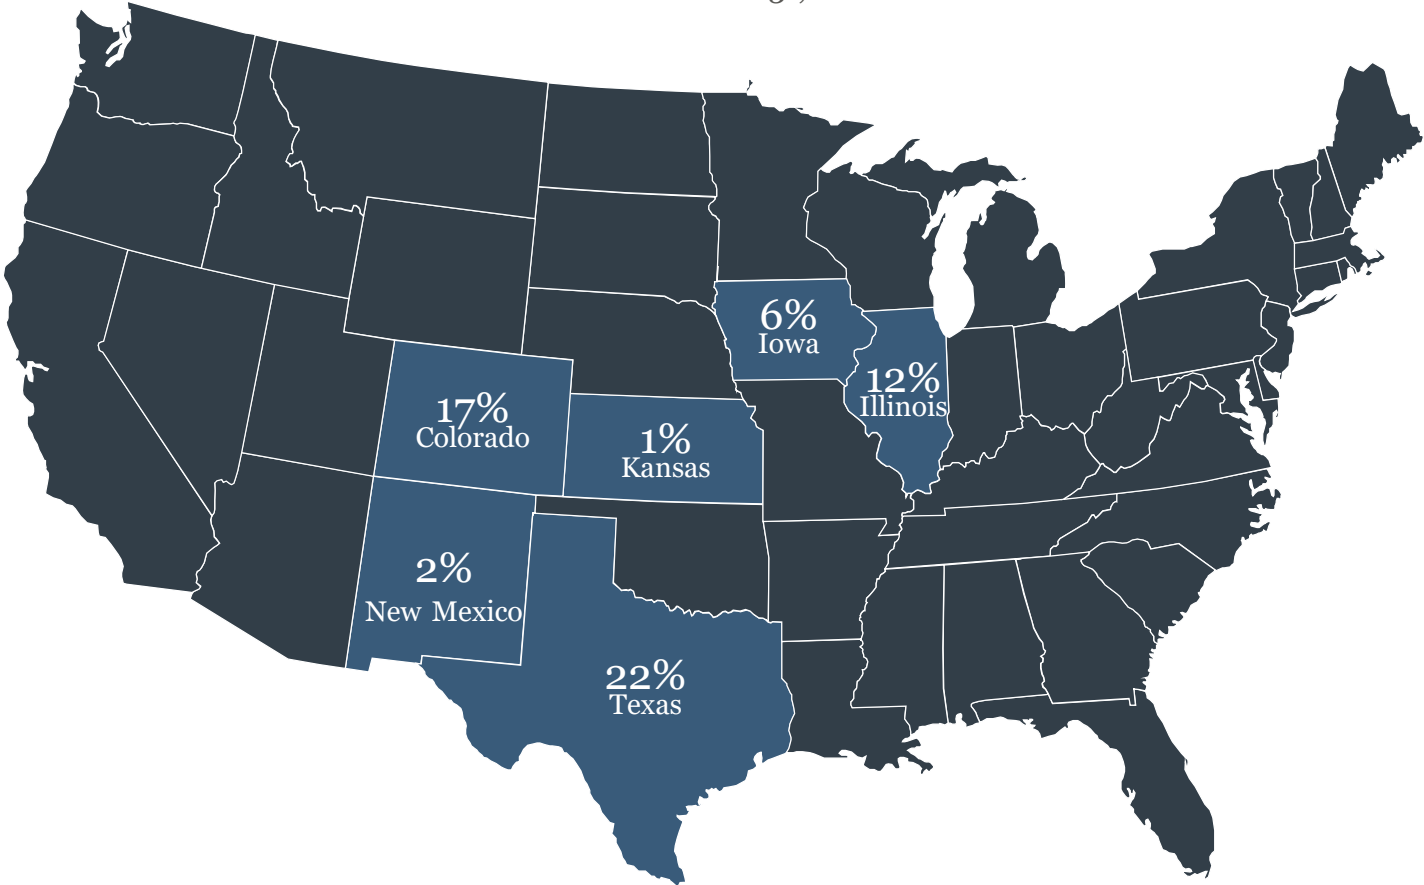 6%
Iowa
12%
Illinois
17%
Colorado
1%
Kansas
2%
New Mexico
22%
Texas